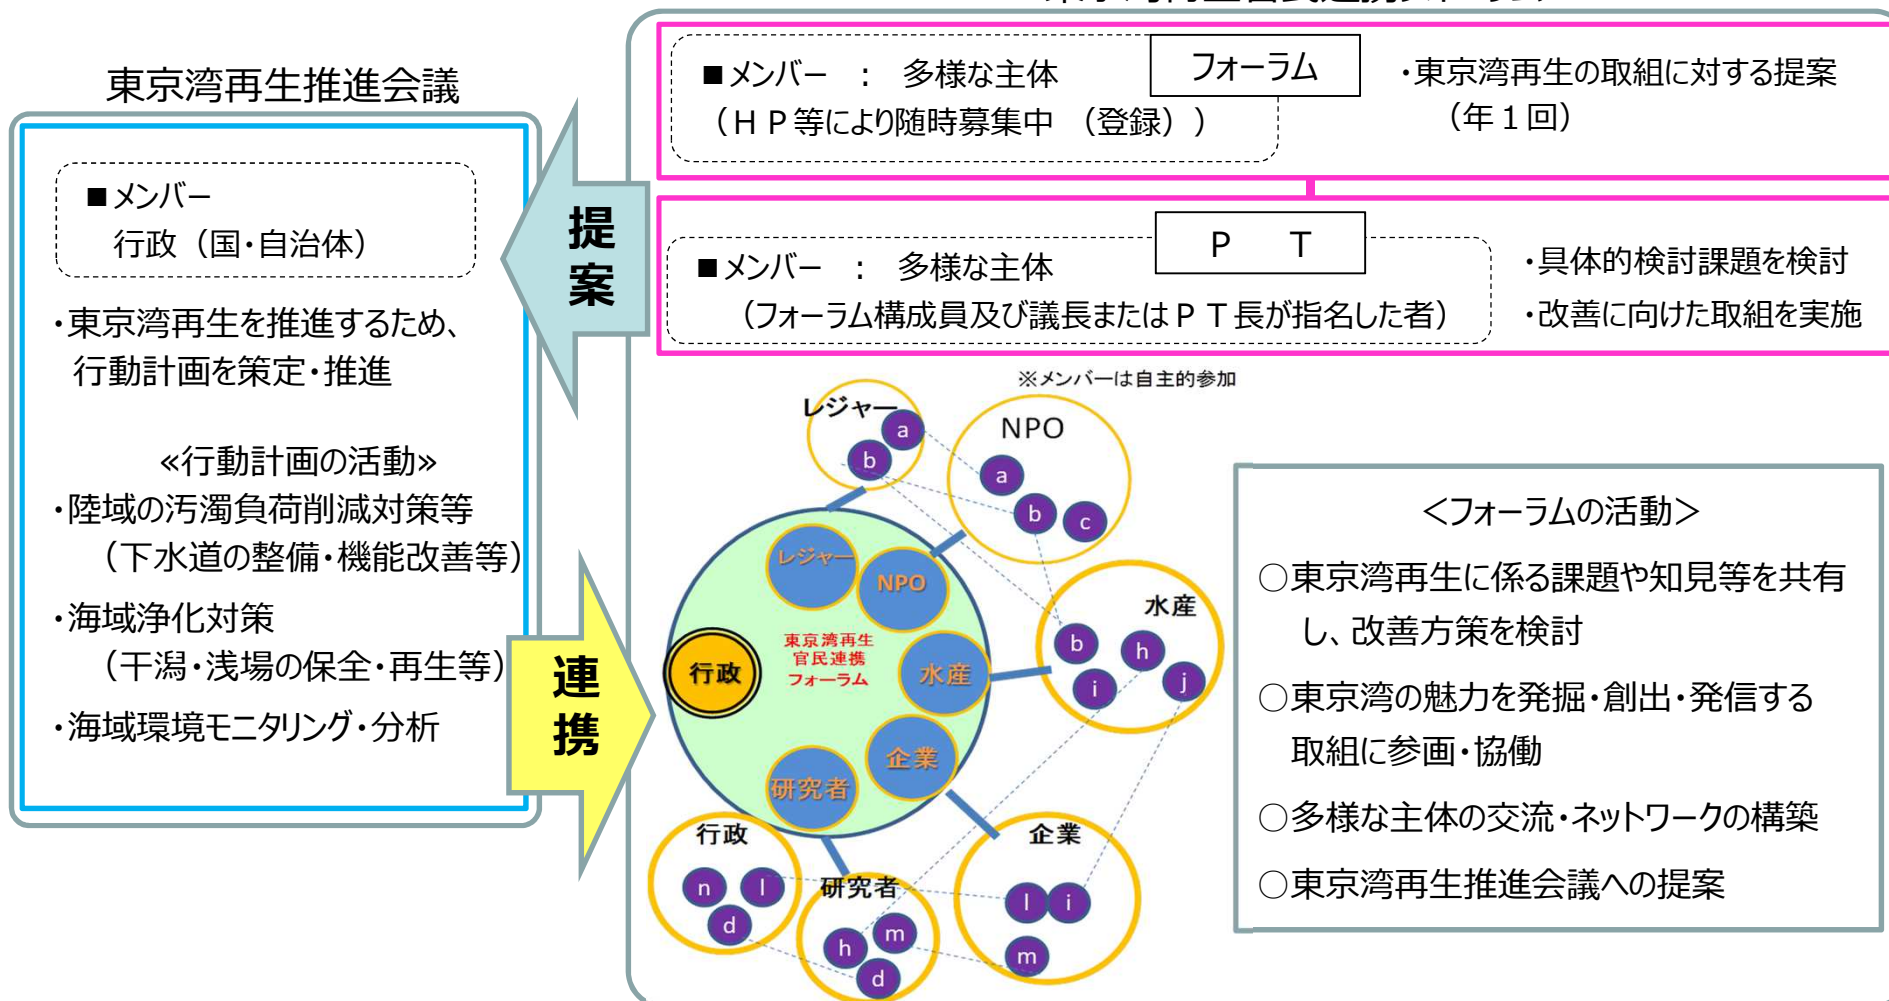 東京湾再生推進会議
■メンバー
行政（国・自治体）
・東京湾再生を推進するため、
行動計画を策定・推進
≪行動計画の活動≫
・陸域の汚濁負荷削減対策等
（下水道の整備・機能改善等）
・海域浄化対策
（干潟・浅場の保全・再生等）
・海域環境モニタリング・分析
提案
連携
フォーラム
■メンバー ： 多様な主体
（ＨＰ等により随時募集中 （登録））
・東京湾再生の取組に対する提案
（年１回）
Ｐ Ｔ
■メンバー ： 多様な主体
（フォーラム構成員及び議長またはＰＴ長が指名した者）
・具体的検討課題を検討
・改善に向けた取組を実施
※メンバーは自主的参加
レジャー
a
b
NPO
a
b
c
水産
b
h
i
j
レジャー
NPO
水産
企業
研究者
行政
東京湾再生
官民連携
フォーラム
行政
n
l
d
研究者
h
m
d
企業
l
i
m
＜フォーラムの活動＞
○東京湾再生に係る課題や知見等を共有
し、改善方策を検討
○東京湾の魅力を発掘・創出・発信する
取組に参画・協働
○多様な主体の交流・ネットワークの構築
○東京湾再生推進会議への提案